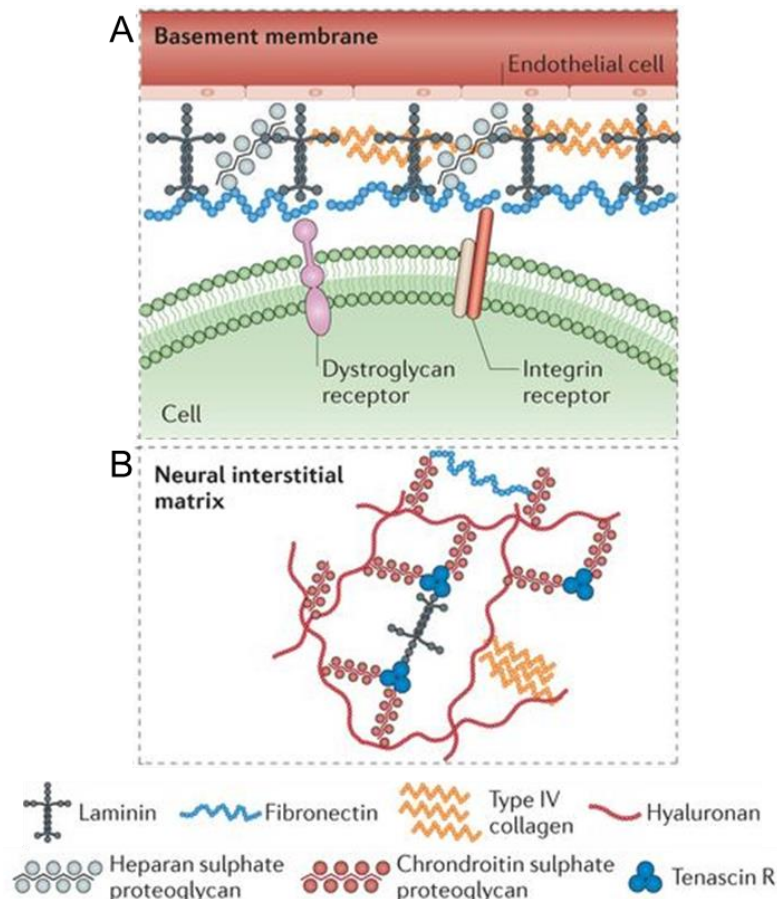 A
Basement membrane
Endothelial cell
Dystroglycan
receptor
Integrin
receptor
Cell
B
Neural interstitial
matrix
Laminin
Fibronectin
Type IV
collagen
Hyaluronan
Heparan sulphate
proteoglycan
Chrondroitin sulphate
proteoglycan
Tenascin R